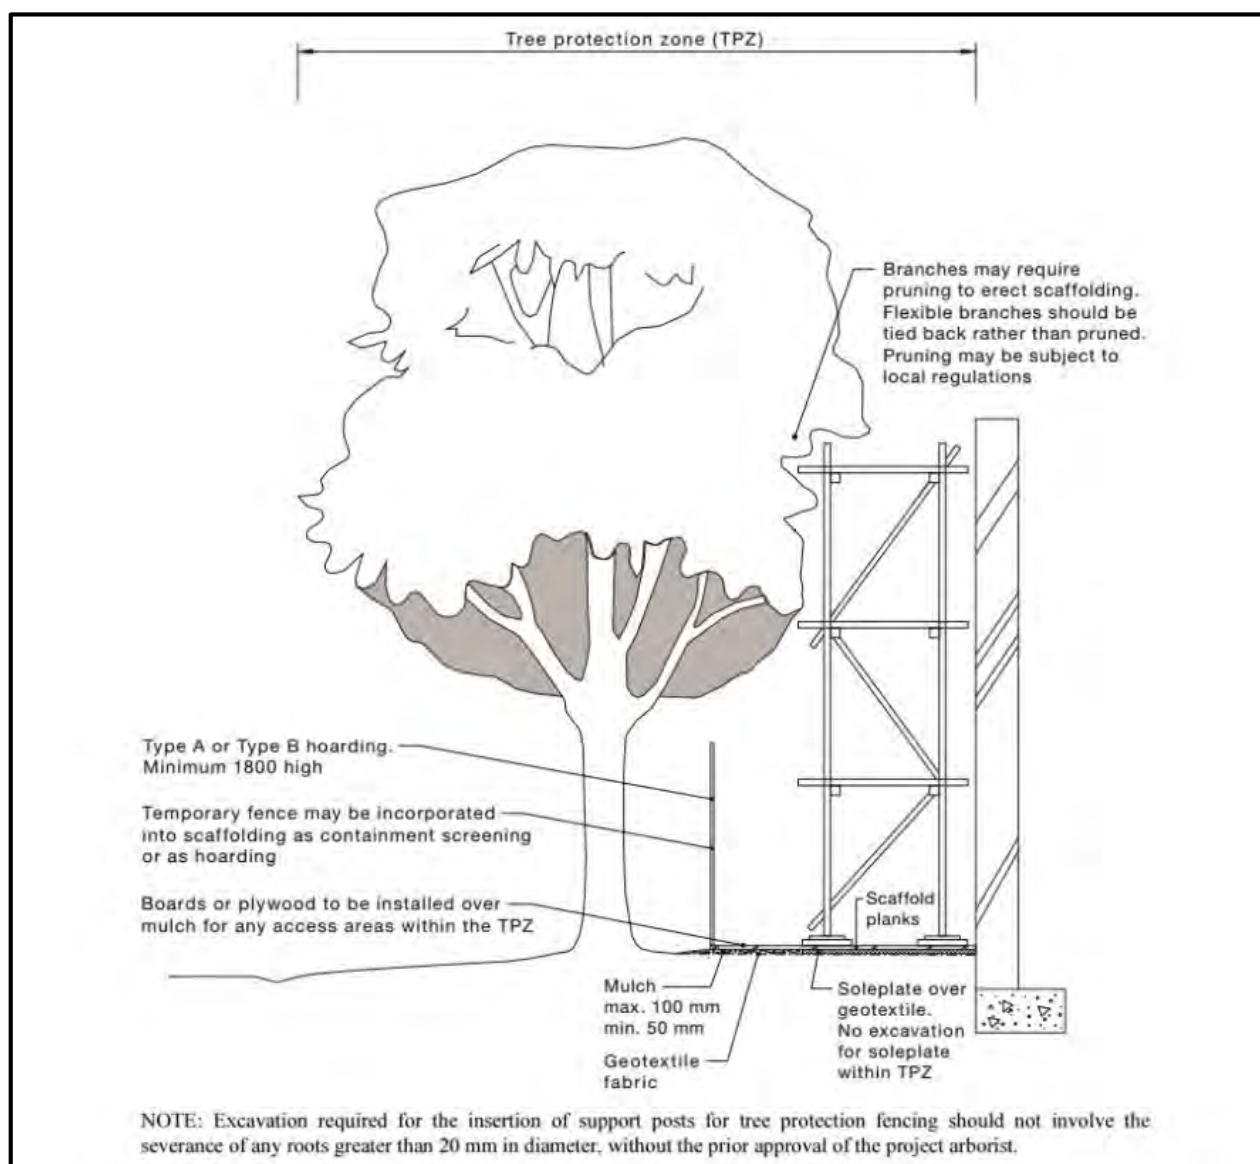 Tree protection zone (TPZ)
Branches may require
pruning to erect scaffolding.
Flexible branches should be
tied back rather than pruned.
Pruning may be subject to
local regulations
Type A or Type B hoarding.
Minimum 1800 high
Temporary fence may be incorporated
into scaffolding as containment screening
or as hoarding
Boards or plywood to be installed over
mulch for any access areas within the TPZ
Scaffold
planks
Mulch
max. 100 mm
min. 50 mm
Geotextile
fabric
Soleplate over
geotextile.
No excavation
for soleplate
within TPZ
NOTE: Excavation required for the insertion of support posts for tree protection fencing should not involve the
severance of any roots greater than 20 mm in diameter, without the prior approval of the project arborist.